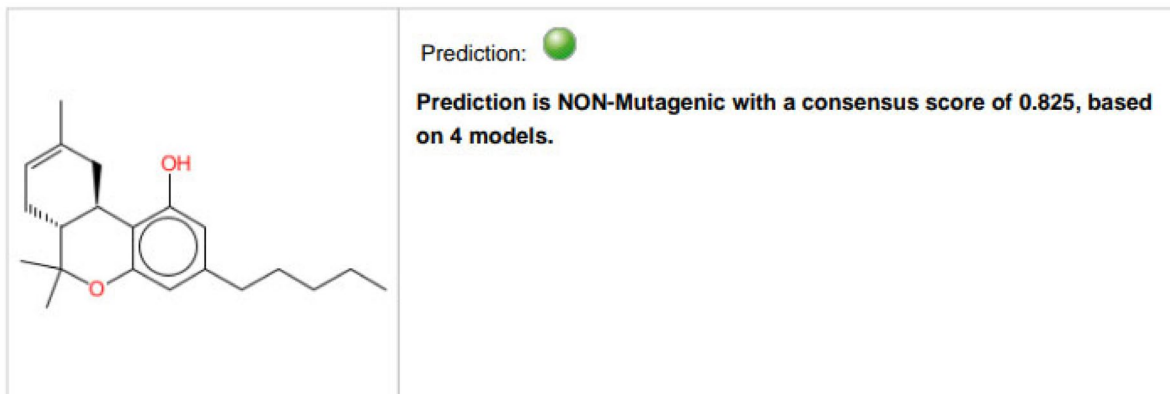 Prediction:
Prediction is NON-Mutagenic with a consensus score of 0.825, based
on 4 models.
OH
O